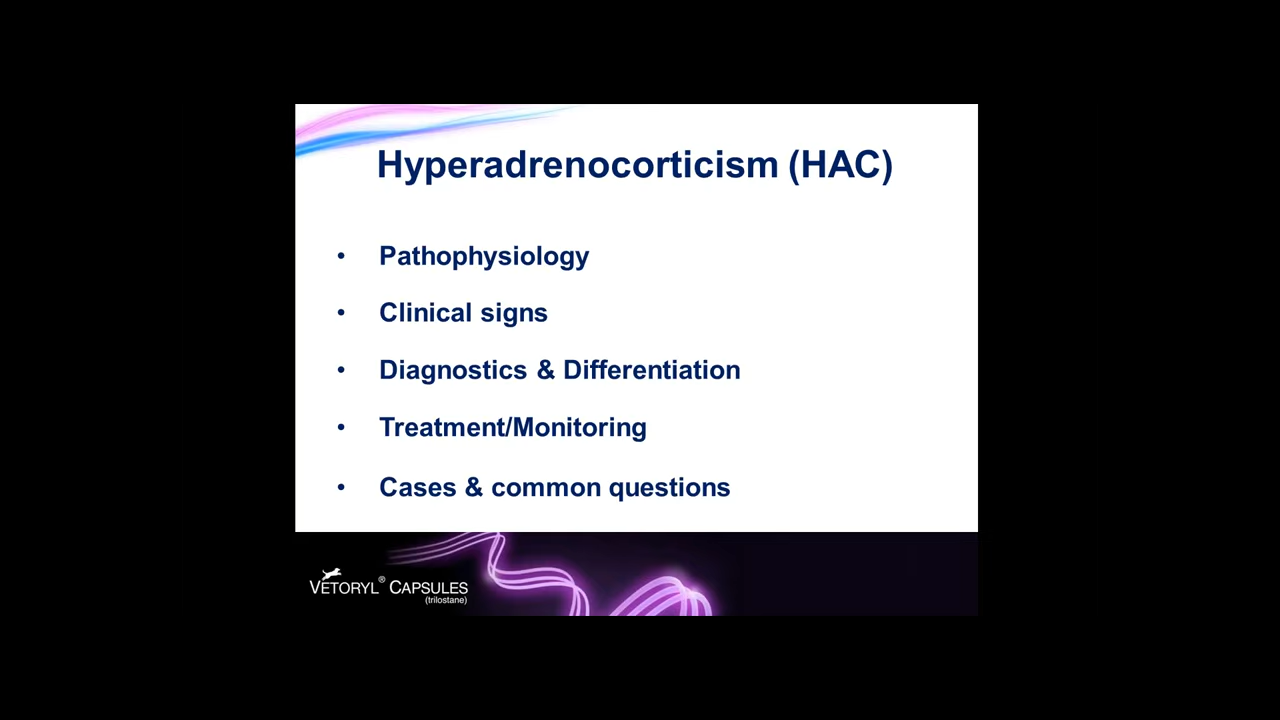 Hyperadrenocorticism (HAC)
• Pathophysiology
• Clinical signs
• Diagnostics & Differentiation
• Treatment/Monitoring
• Cases & common questions
VETORYL® CAPSULES
(trilostane)